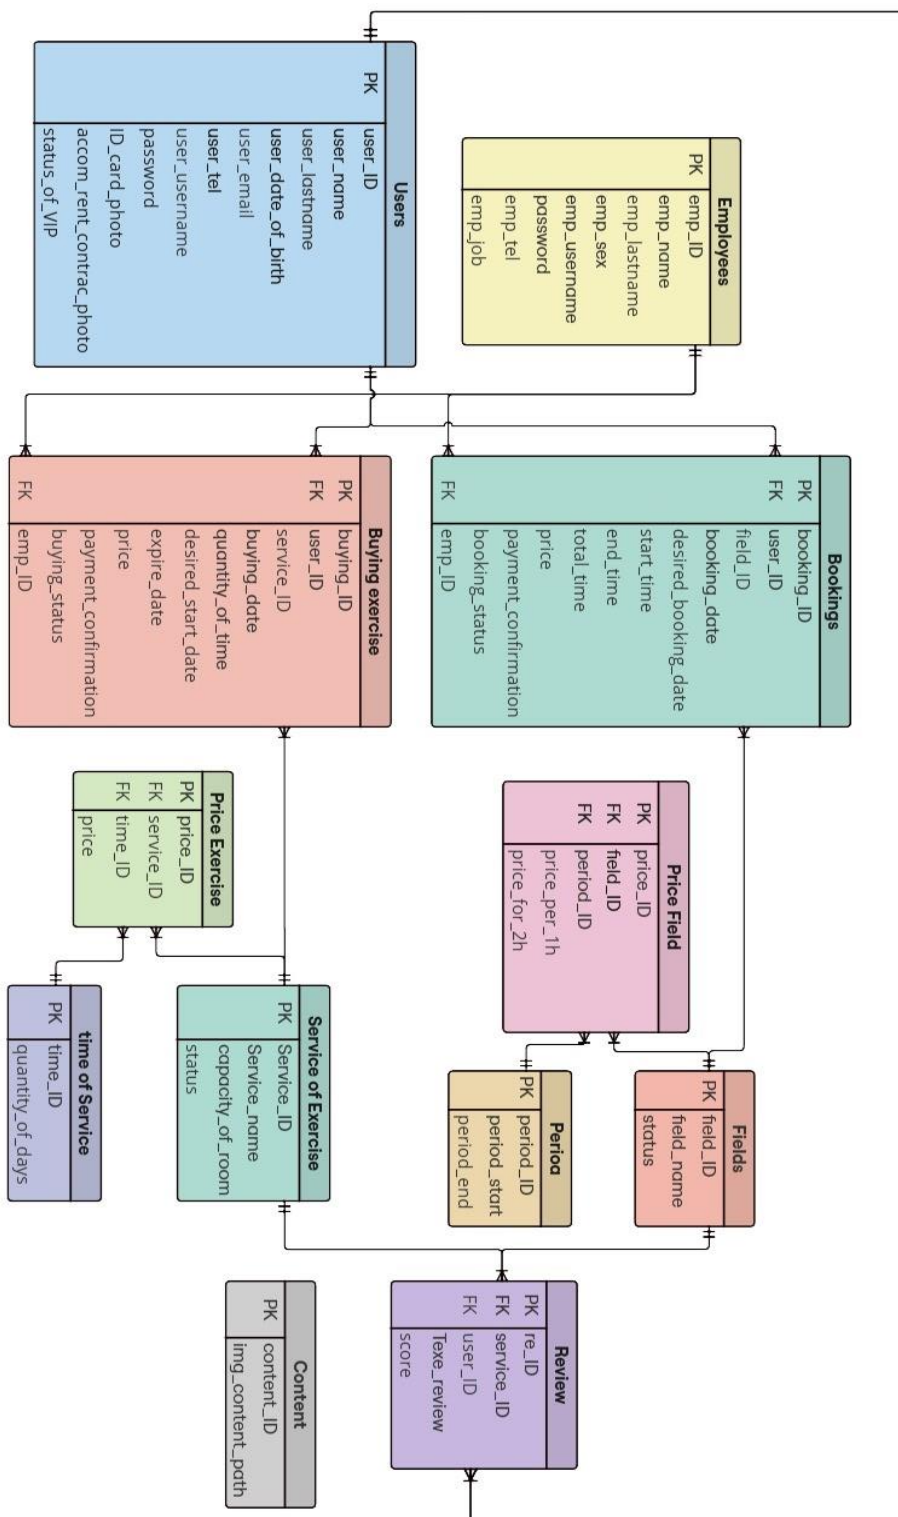 Users
PK user_ID
user_name
user_lastname
user_date_of_birth
user_email
user_tel
user_username
password
ID_card_photo
accom_rent_contrac_photo
status_of_VIP
Employees
PK emp_ID
emp_name
emp_lastname
emp_sex
emp_username
password
emp_tel
emp_job
Buying exercise
PK buying_ID
FK user_ID
service_ID
buying_date
quantity_of_time
desired_start_date
expire_date
price
payment_confirmation
buying_status
FK emp_ID
Bookings
PK booking_ID
FK user_ID
field_ID
booking_date
desired_booking_date
start_time
end_time
total_time
price
payment_confirmation
booking_status
FK emp_ID
Price Exercise
PK price_ID
FK service_ID
FK time_ID
price
Price Field
PK price_ID
FK field_ID
FK period_ID
price_per_1h
price_for_2h
time of Service
PK time_ID
quantity_of_days
Service of Exercise
PK Service_ID
Service_name
capacity_of_room
status
Perioa
PK period_ID
period_start
period_end
Fields
PK field_ID
field_name
status
Content
PK content_ID
img_content_path
Review
PK re_ID
FK service_ID
FK user_ID
Texe_review
score